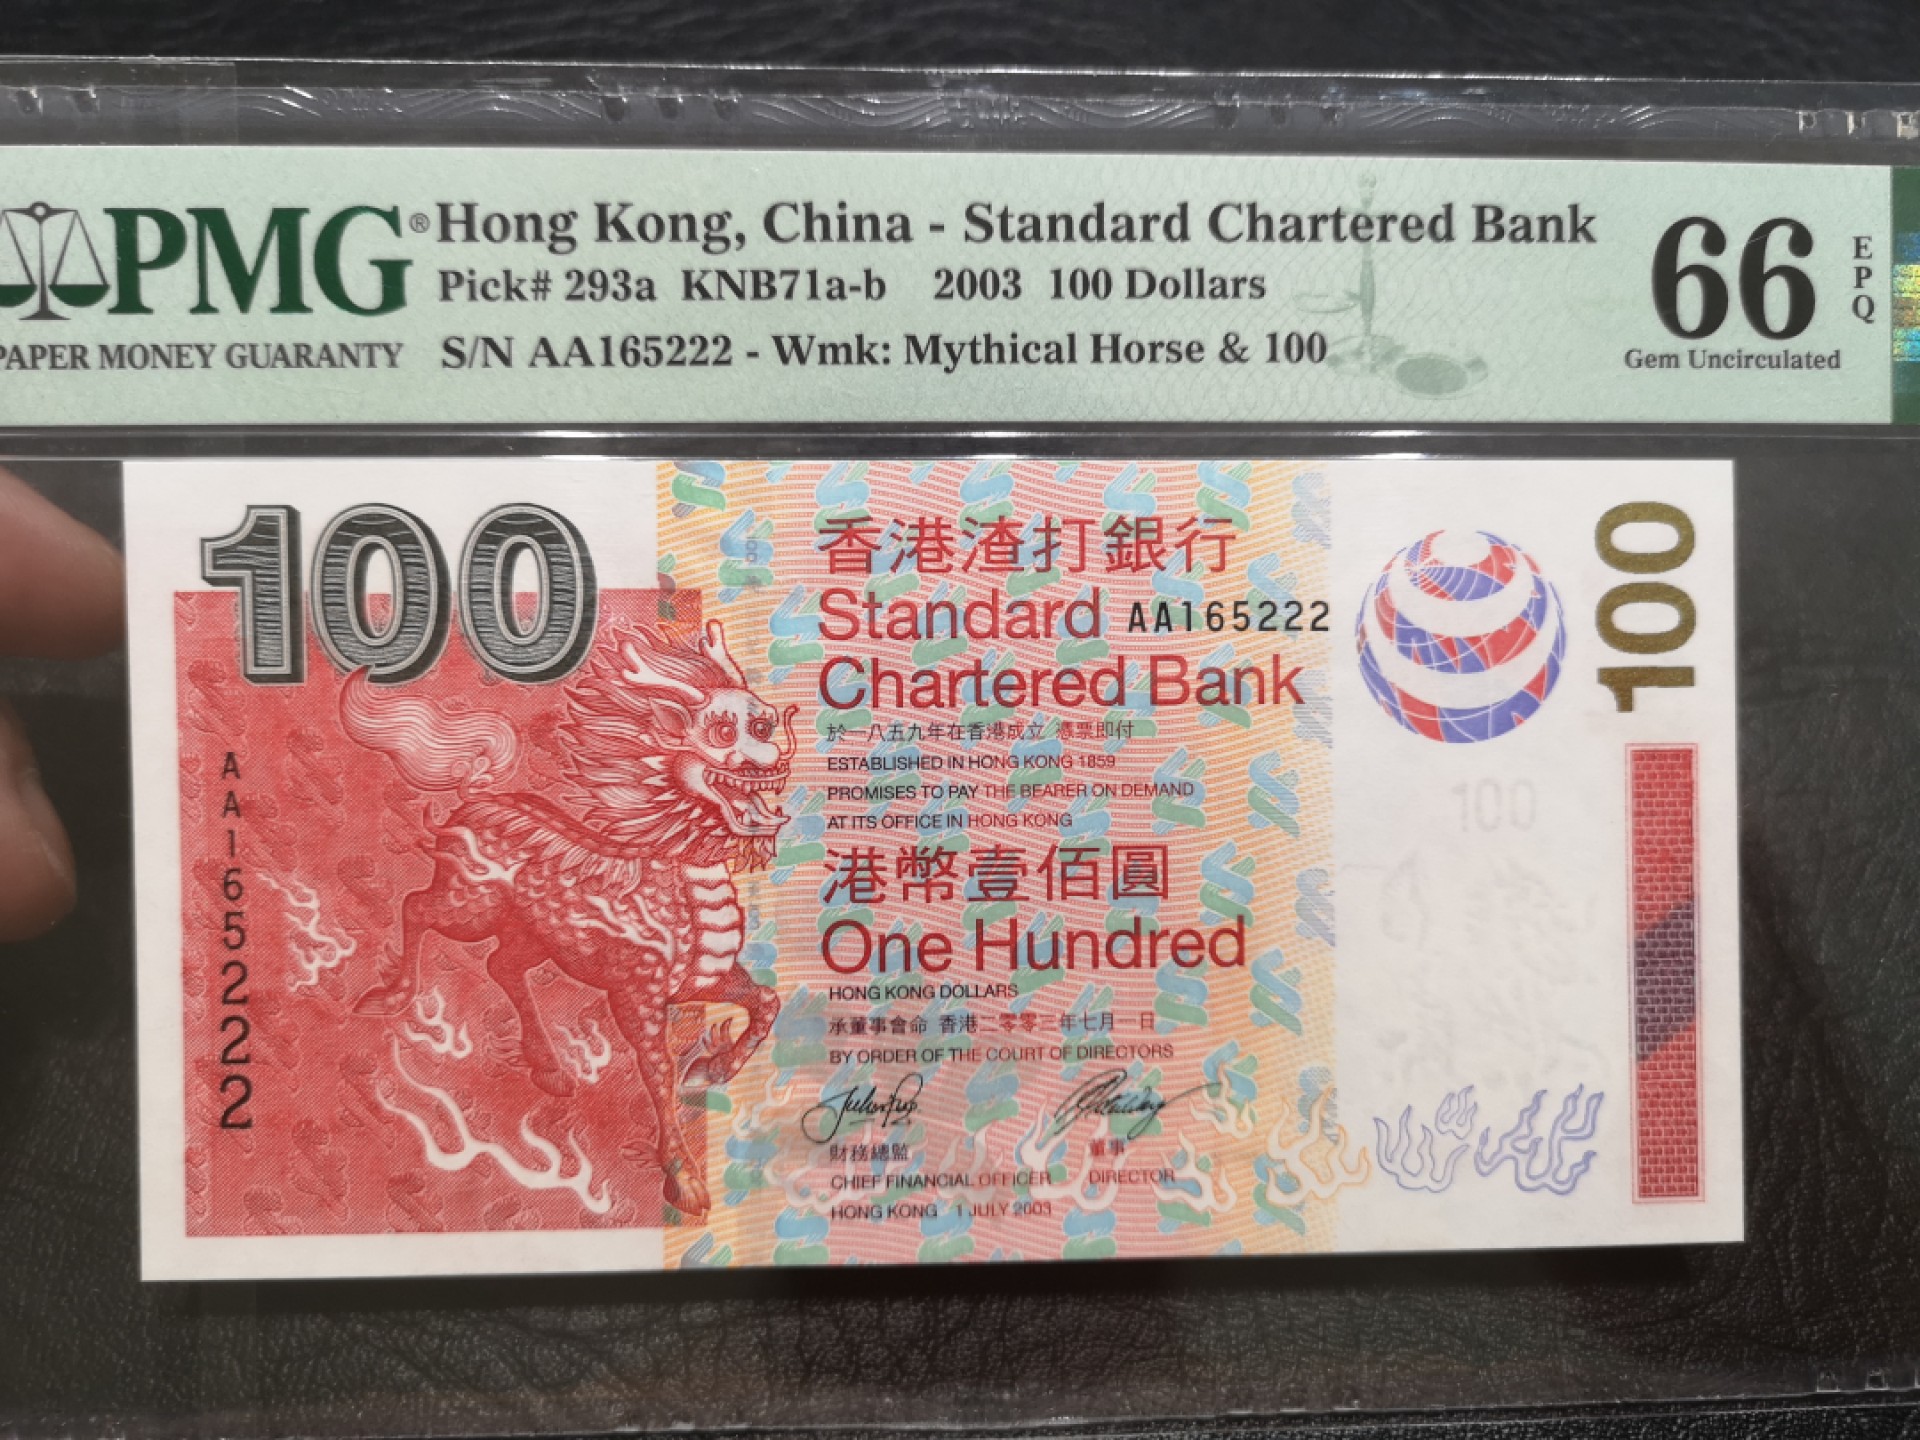 PMG® Hong Kong, China - Standard Chartered Bank
Pick# 293a KNB71a-b 2003 100 Dollars
PAPER MONEY GUARANTY S/N AA165222 - Wmk: Mythical Horse & 100
66 EPQ
Gem Uncirculated
100
香港渣打銀行
Standard AA165222
Chartered Bank
於一八五九年在香港成立 憑票即付
ESTABLISHED IN HONG KONG 1859
PROMISES TO PAY THE BEARER ON DEMAND
AT ITS OFFICE IN HONG KONG
港幣壹佰圓
One Hundred
HONG KONG DOLLARS
承董事會命 香港二零零三年七月一日
BY ORDER OF THE COURT OF DIRECTORS
財務總監 董事
CHIEF FINANCIAL OFFICER DIRECTOR
HONG KONG 1 JULY 2003
AA165222
100
100